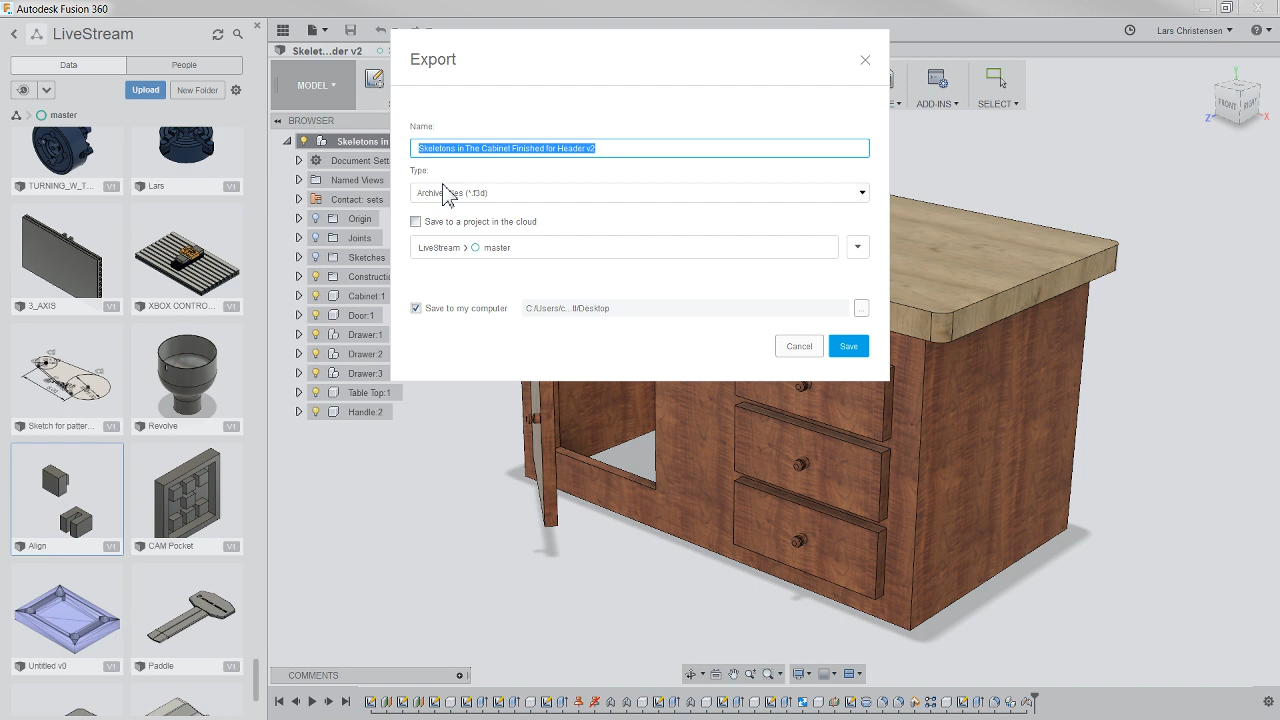 Autodesk Fusion 360
LiveStream
Data
People
Upload
New Folder
master
TURNING_W_T...
V1
Lars
V1
3_AXIS
V1
XBOX CONTRO...
V1
Sketch for patter...
V1
Revolve
V1
Align
V1
CAM Pocket
V1
Untitled v0
V1
Paddle
V1
Skelet...der v2
Lars Christensen
MODEL
ADD-INS
SELECT
FRONT
RIGHT
Y
Z
X
BROWSER
Skeletons in
Document Sett
Named Views
Contact: sets
Origin
Joints
Sketches
Constructi
Cabinet:1
Door:1
Drawer:1
Drawer:2
Drawer:3
Table Top:1
Handle:2
Export
Name:
Skeletons in The Cabinet Finished for Header v2
Type:
Archive Files (*.f3d)
Save to a project in the cloud
LiveStream > master
Save to my computer
C:/Users/c...tl/Desktop
...
Cancel
Save
COMMENTS